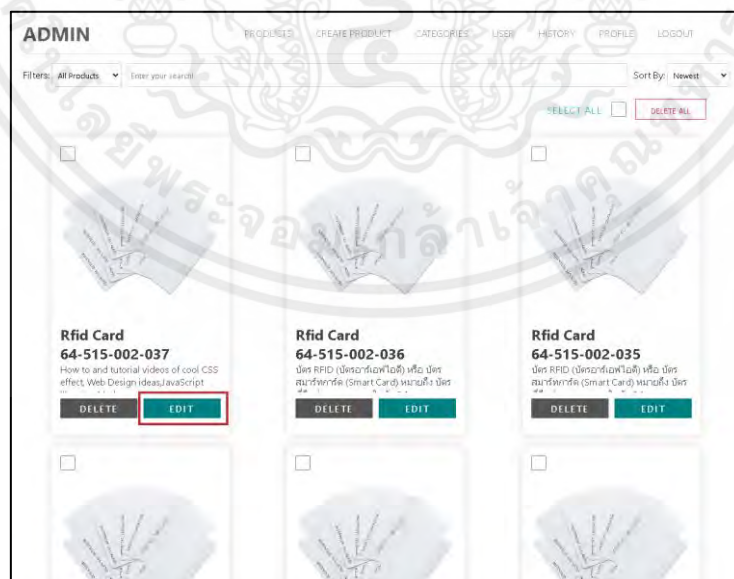 ADMIN
PRODUCTS CREATE PRODUCT CATEGORIES USER HISTORY PROFILE LOGOUT
Filters: All Products Enter your search! Sort By: Newest
SELECT ALL DELETE ALL
Rfid Card
64-515-002-037
How to and tutorial videos of cool CSS
effect, Web Design ideas,JavaScript
DELETE EDIT
Rfid Card
64-515-002-036
บัตร RFID (บัตรอาร์เอฟไอดี) หรือ บัตร
สมาร์ทการ์ด (Smart Card) หมายถึง บัตร
DELETE EDIT
Rfid Card
64-515-002-035
บัตร RFID (บัตรอาร์เอฟไอดี) หรือ บัตร
สมาร์ทการ์ด (Smart Card) หมายถึง บัตร
DELETE EDIT